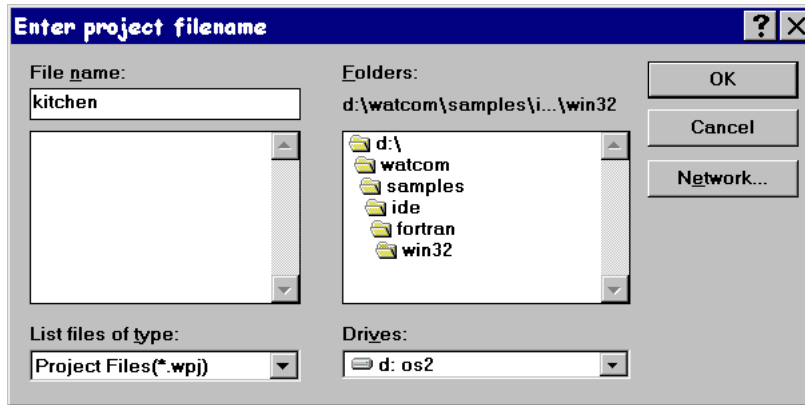 Enter project filename
File name:
kitchen
Folders:
d:\watcom\samples\i...\win32
d:\
watcom
samples
ide
fortran
win32
List files of type:
Project Files(*.wpj)
Drives:
d: os2
OK
Cancel
Network...